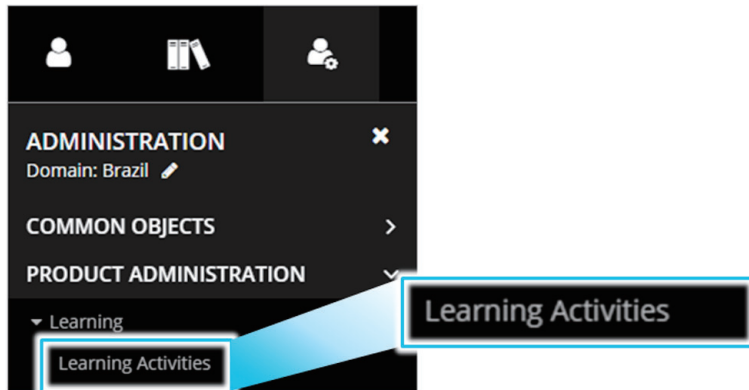 ADMINISTRATION
Domain: Brazil
COMMON OBJECTS
PRODUCT ADMINISTRATION
Learning
Learning Activities
Learning Activities